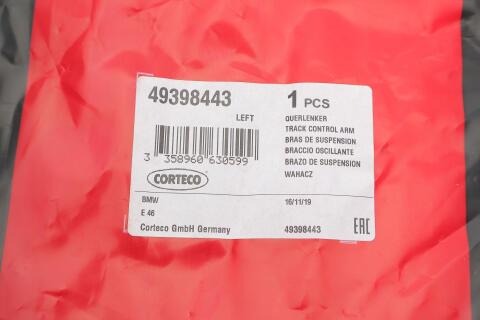 49398443
LEFT
1 PCS
QUERLENKER
TRACK CONTROL ARM
BRAS DE SUSPENSION
BRACCIO OSCILLANTE
BRAZO DE SUSPENSION
WAHACZ
3 358960 630599
CORTECO
BMW
16/11/19
E 46
Corteco GmbH Germany
49398443
EAC